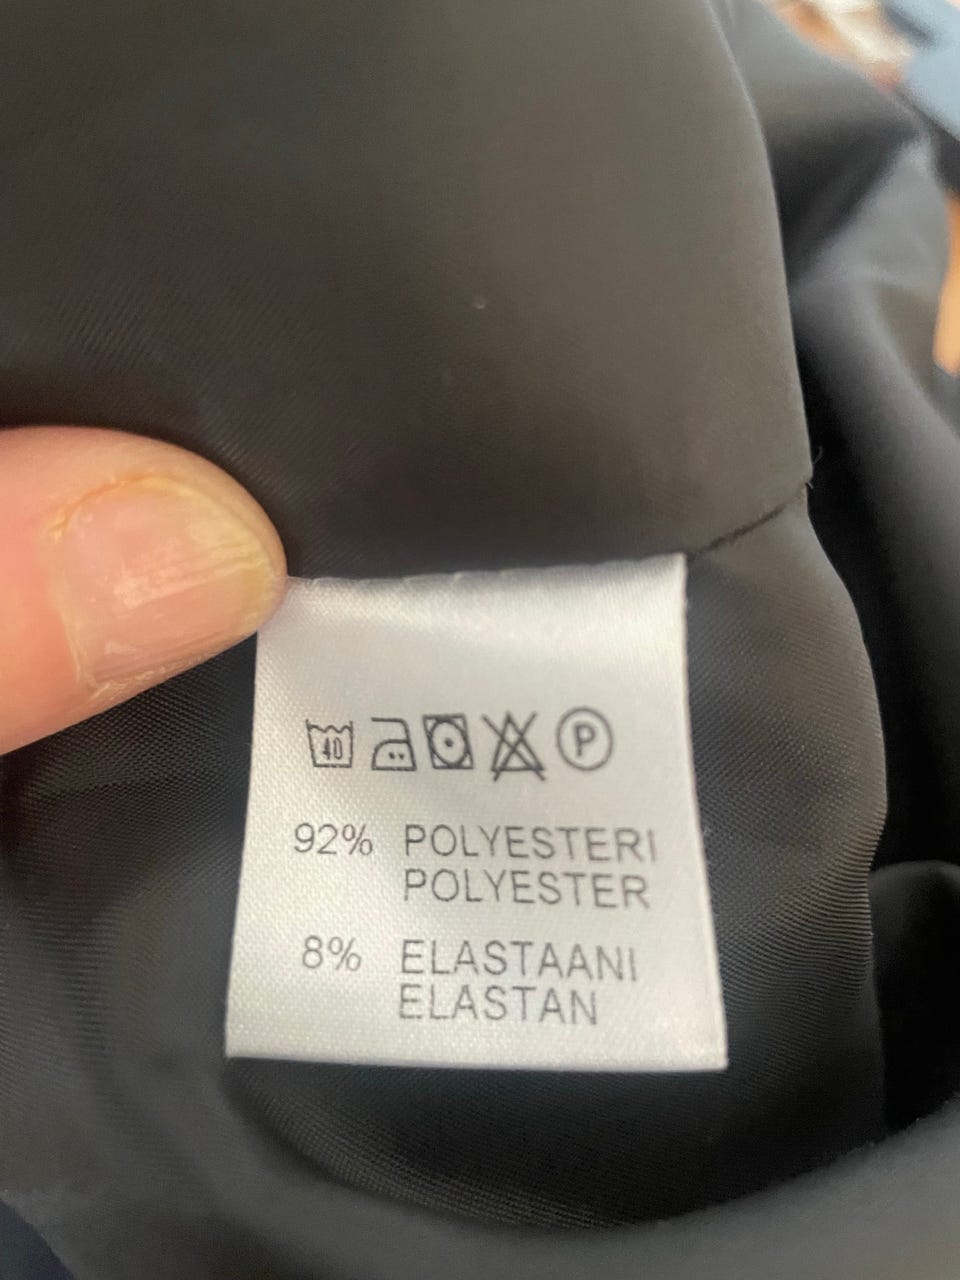 40 P
92% POLYESTERI
POLYESTER
8% ELASTAANI
ELASTAN